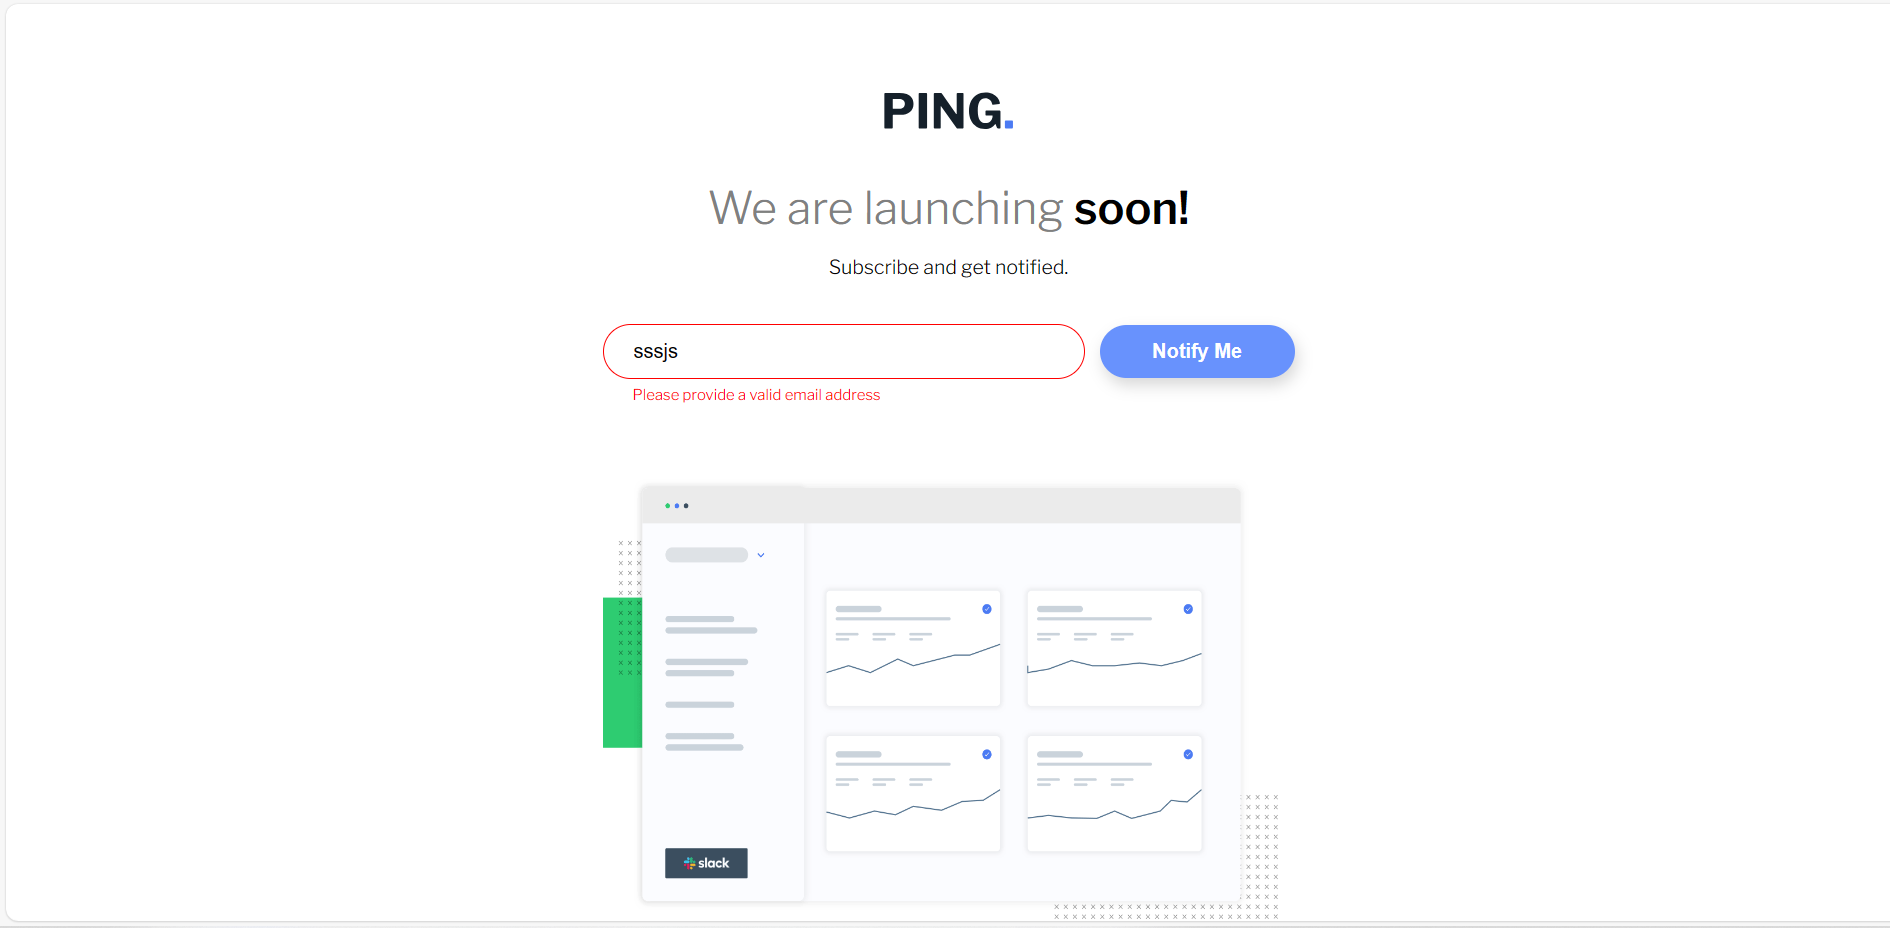 PING.
We are launching soon!
Subscribe and get notified.
sssjs
Notify Me
Please provide a valid email address
slack